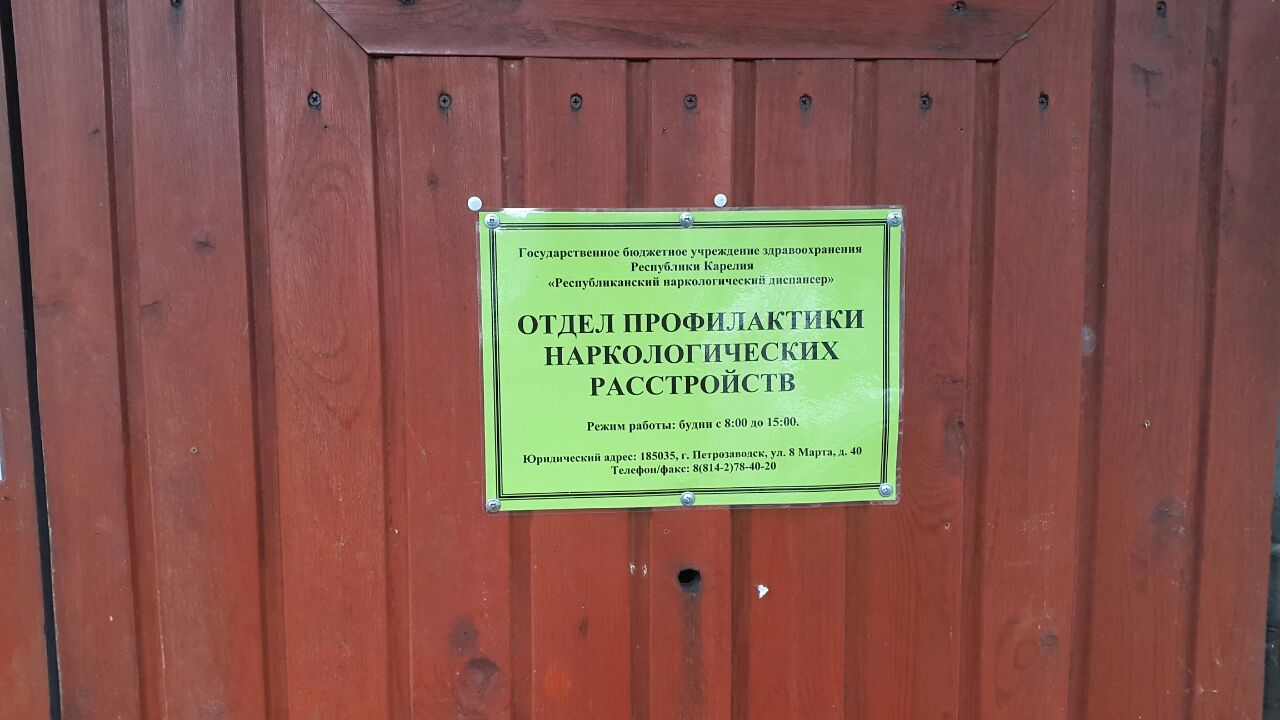 Государственное бюджетное учреждение здравоохранения
Республики Карелия
«Республиканский наркологический диспансер»
ОТДЕЛ ПРОФИЛАКТИКИ
НАРКОЛОГИЧЕСКИХ
РАССТРОЙСТВ
Режим работы: будни с 8:00 до 15:00.
Юридический адрес: 185035, г. Петрозаводск, ул. 8 Марта, д. 40
Телефон/факс: 8(814-2)78-40-20